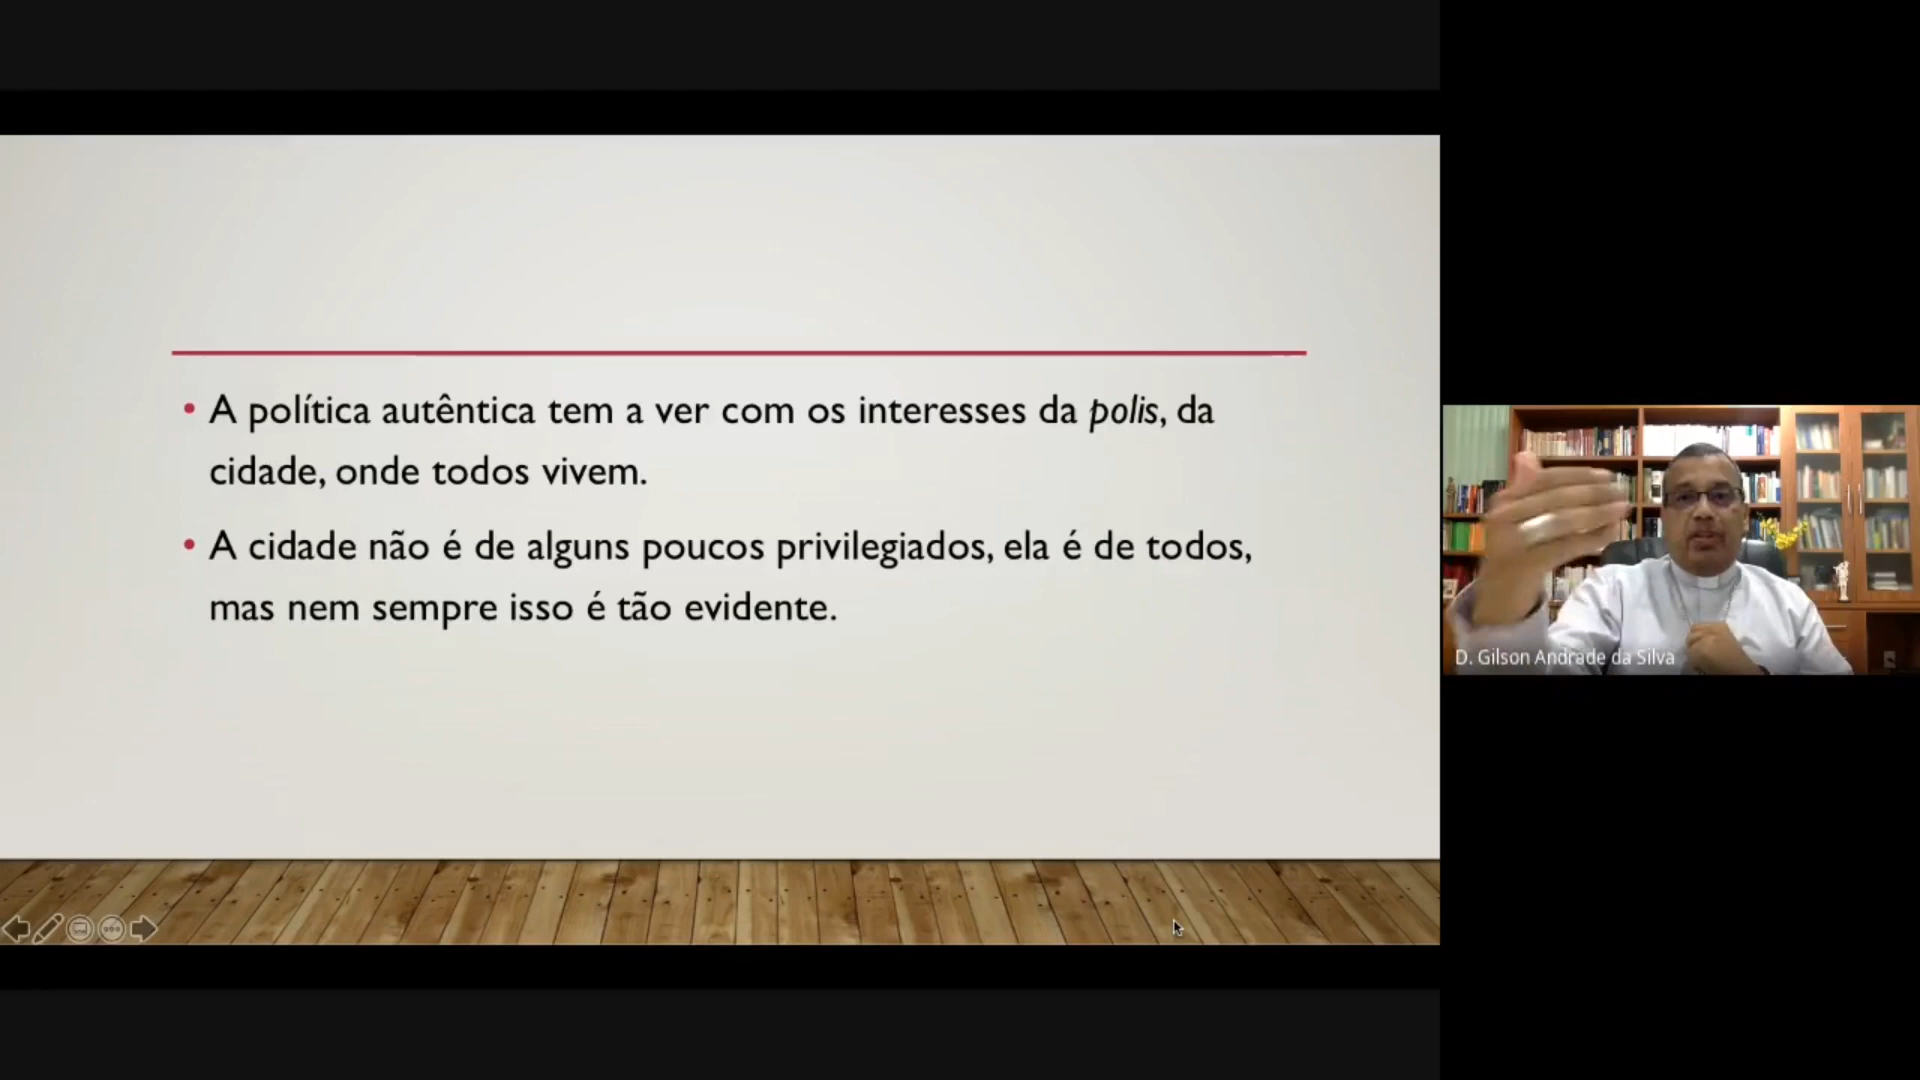 • A política autêntica tem a ver com os interesses da polis, da
cidade, onde todos vivem.
• A cidade não é de alguns poucos privilegiados, ela é de todos,
mas nem sempre isso é tão evidente.
D. Gilson Andrade da Silva